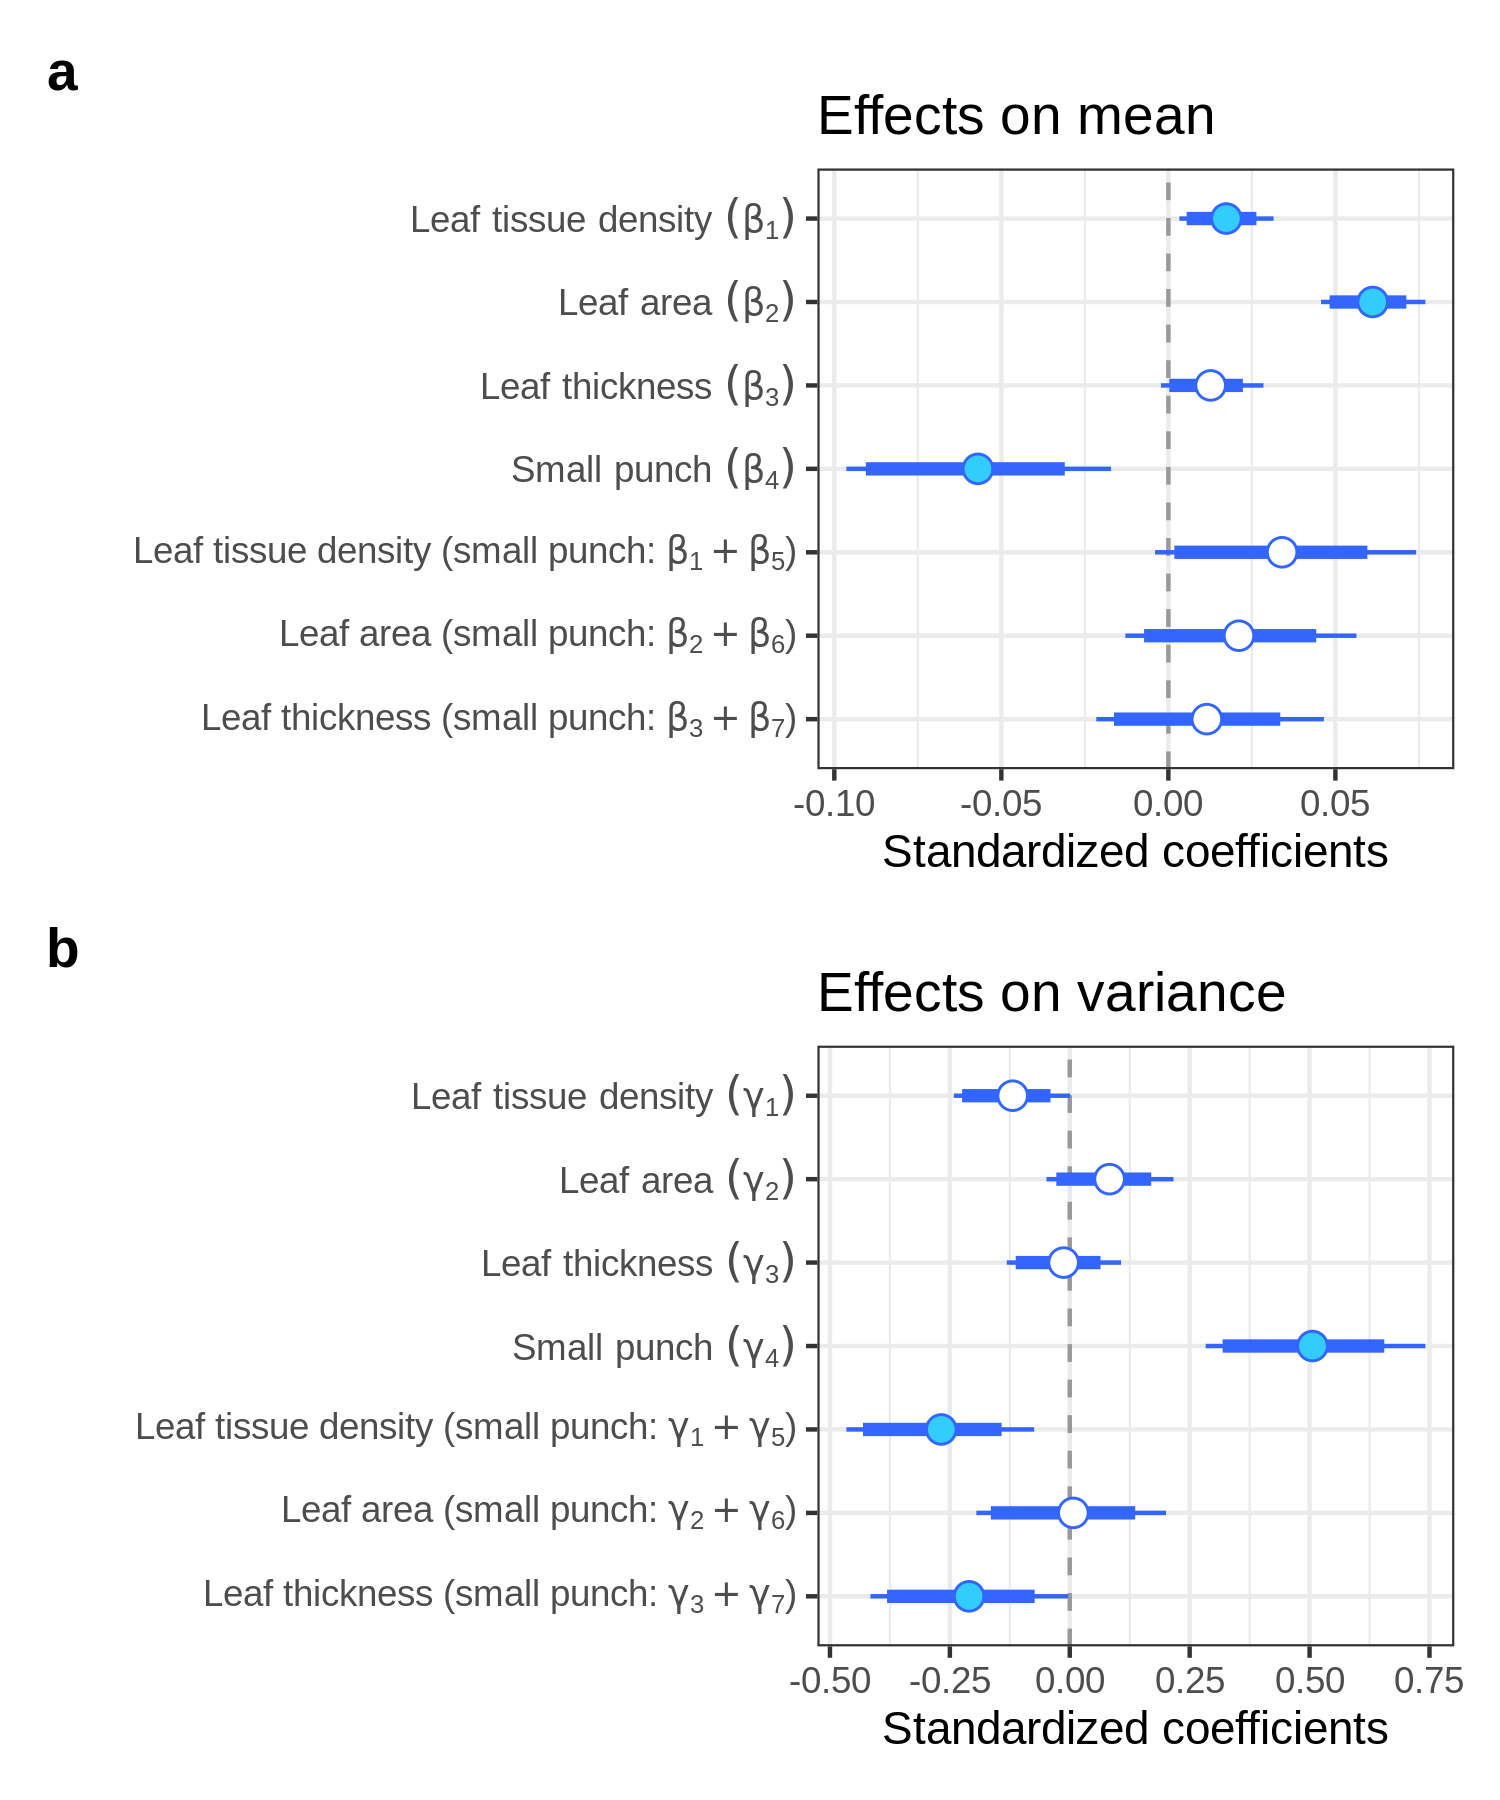 a
Effects on mean
Leaf tissue density (β₁)
Leaf area (β₂)
Leaf thickness (β₃)
Small punch (β₄)
Leaf tissue density (small punch: β₁ + β₅)
Leaf area (small punch: β₂ + β₆)
Leaf thickness (small punch: β₃ + β₇)
-0.10 -0.05 0.00 0.05
Standardized coefficients
b
Effects on variance
Leaf tissue density (γ₁)
Leaf area (γ₂)
Leaf thickness (γ₃)
Small punch (γ₄)
Leaf tissue density (small punch: γ₁ + γ₅)
Leaf area (small punch: γ₂ + γ₆)
Leaf thickness (small punch: γ₃ + γ₇)
-0.50 -0.25 0.00 0.25 0.50 0.75
Standardized coefficients